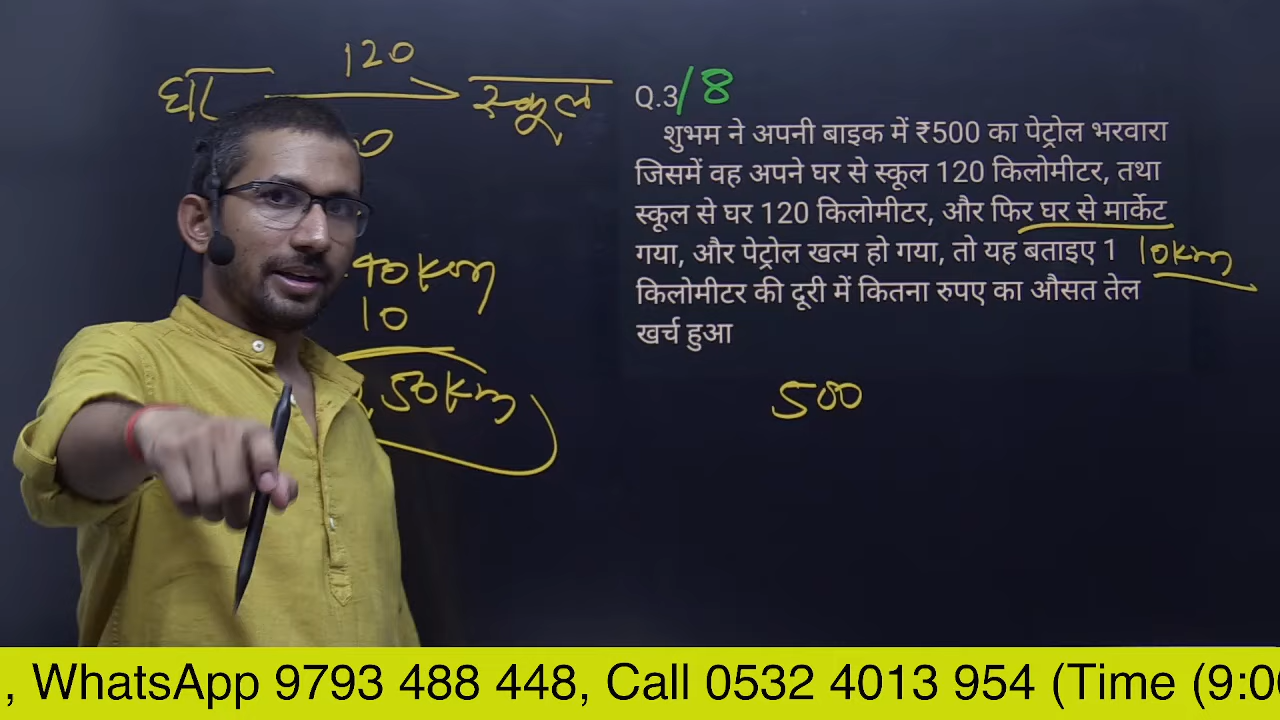 120
घर
स्कूल
0
40km
10
50km
Q.3/8
शुभम ने अपनी बाइक में ₹500 का पेट्रोल भरवारा
जिसमें वह अपने घर से स्कूल 120 किलोमीटर, तथा
स्कूल से घर 120 किलोमीटर, और फिर घर से मार्केट
गया, और पेट्रोल खत्म हो गया, तो यह बताइए 1 10km
किलोमीटर की दूरी में कितना रुपए का औसत तेल
खर्च हुआ
500
, WhatsApp 9793 488 448, Call 0532 4013 954 (Time (9:0